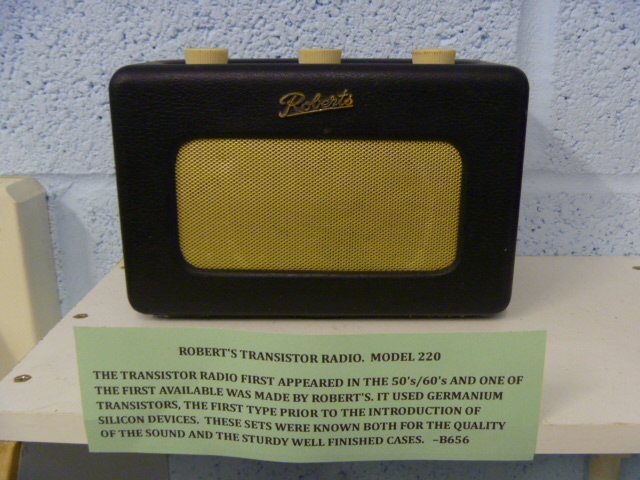 Roberts
ROBERT'S TRANSISTOR RADIO. MODEL 220
THE TRANSISTOR RADIO FIRST APPEARED IN THE 50's/60's AND ONE OF
THE FIRST AVAILABLE WAS MADE BY ROBERT'S. IT USED GERMANIUM
TRANSISTORS, THE FIRST TYPE PRIOR TO THE INTRODUCTION OF
SILICON DEVICES. THESE SETS WERE KNOWN BOTH FOR THE QUALITY
OF THE SOUND AND THE STURDY WELL FINISHED CASES. –B656